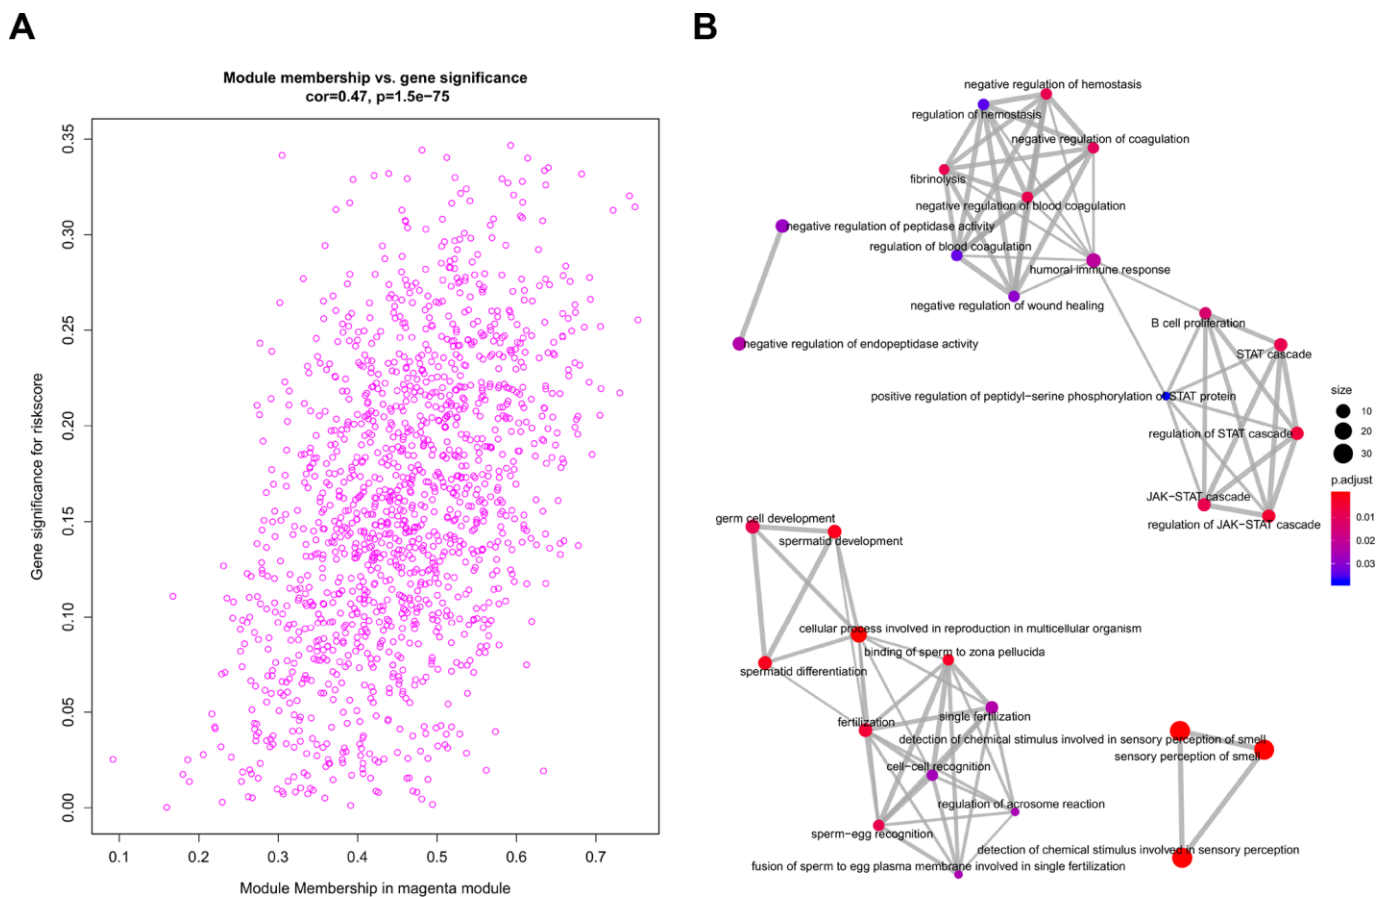 A
B
Module membership vs. gene significance
cor=0.47, p=1.5e−75
Gene significance for riskscore
0.35
0.30
0.25
0.20
0.15
0.10
0.05
0.00
0.1 0.2 0.3 0.4 0.5 0.6 0.7
Module Membership in magenta module
negative regulation of hemostasis
regulation of hemostasis
negative regulation of coagulation
fibrinolysis
negative regulation of blood coagulation
negative regulation of peptidase activity
regulation of blood coagulation
humoral immune response
negative regulation of wound healing
B cell proliferation
negative regulation of endopeptidase activity
STAT cascade
positive regulation of peptidyl−serine phosphorylation of STAT protein
regulation of STAT cascade
JAK−STAT cascade
regulation of JAK−STAT cascade
germ cell development
spermatid development
cellular process involved in reproduction in multicellular organism
binding of sperm to zona pellucida
spermatid differentiation
single fertilization
fertilization
detection of chemical stimulus involved in sensory perception of smell
sensory perception of smell
cell−cell recognition
regulation of acrosome reaction
sperm−egg recognition
detection of chemical stimulus involved in sensory perception
fusion of sperm to egg plasma membrane involved in single fertilization
size
10
20
30
p.adjust
0.01
0.02
0.03